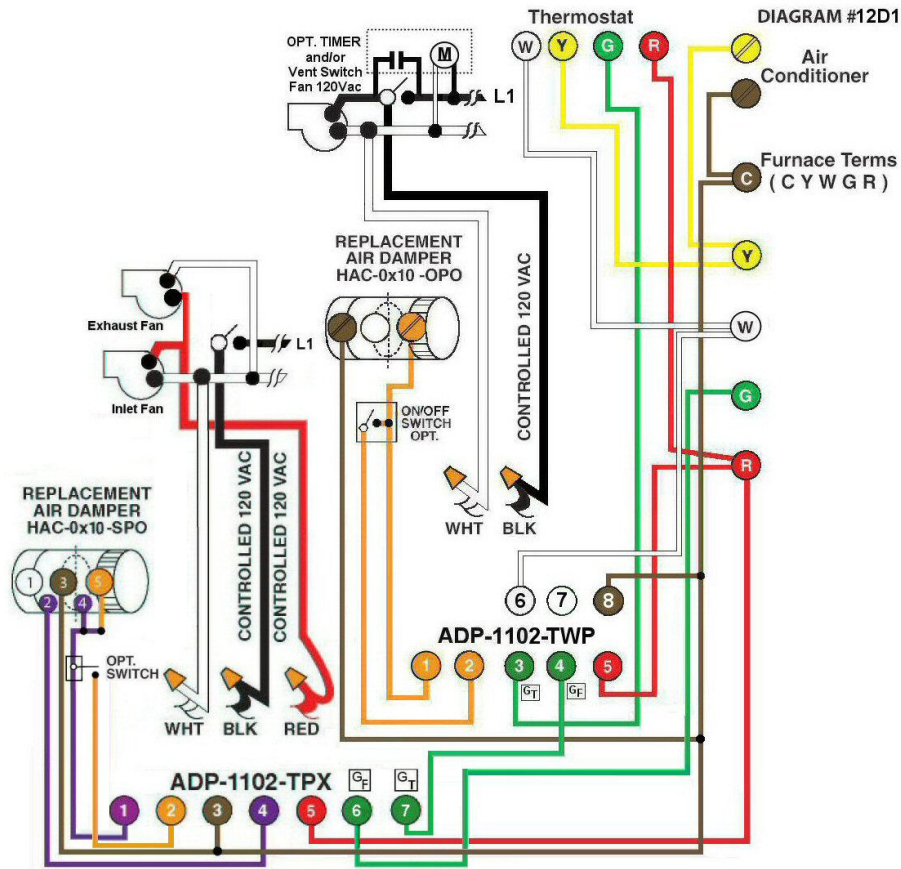 Thermostat
DIAGRAM #12D1
OPT. TIMER
and/or
Vent Switch
Fan 120Vac
M
L1
W Y G R
Air
Conditioner
Furnace Terms
( C Y W G R )
C
Y
W
G
R
REPLACEMENT
AIR DAMPER
HAC-0x10 -OPO
CONTROLLED 120 VAC
ON/OFF
SWITCH
OPT.
WHT BLK
Exhaust Fan
Inlet Fan
L1
CONTROLLED 120 VAC
CONTROLLED 120 VAC
REPLACEMENT
AIR DAMPER
HAC-0x10 -SPO
1 3 5
2 4
OPT.
SWITCH
WHT BLK RED
6 7 8
ADP-1102-TWP
1 2 3 4 5
GT GF
ADP-1102-TPX
GF GT
1 2 3 4 5 6 7